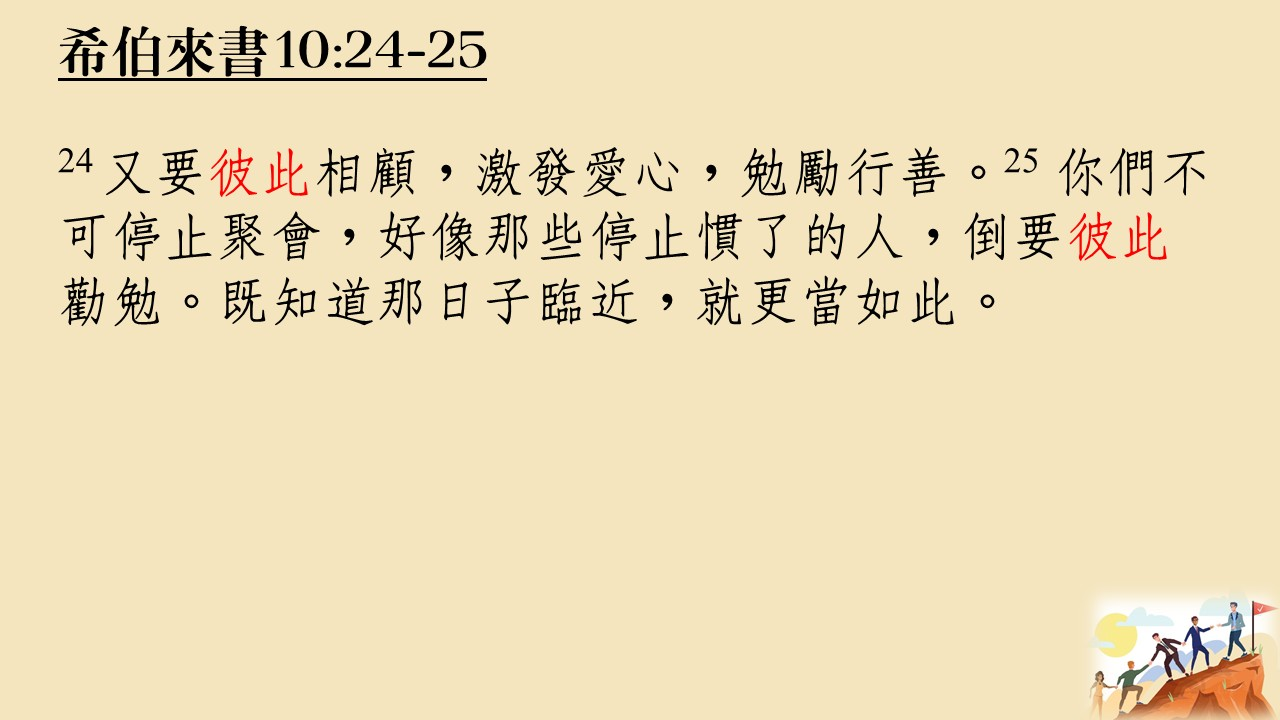 希伯來書10:24-25
24 又要彼此相顧，激發愛心，勉勵行善。25 你們不
可停止聚會，好像那些停止慣了的人，倒要彼此
勸勉。既知道那日子臨近，就更當如此。